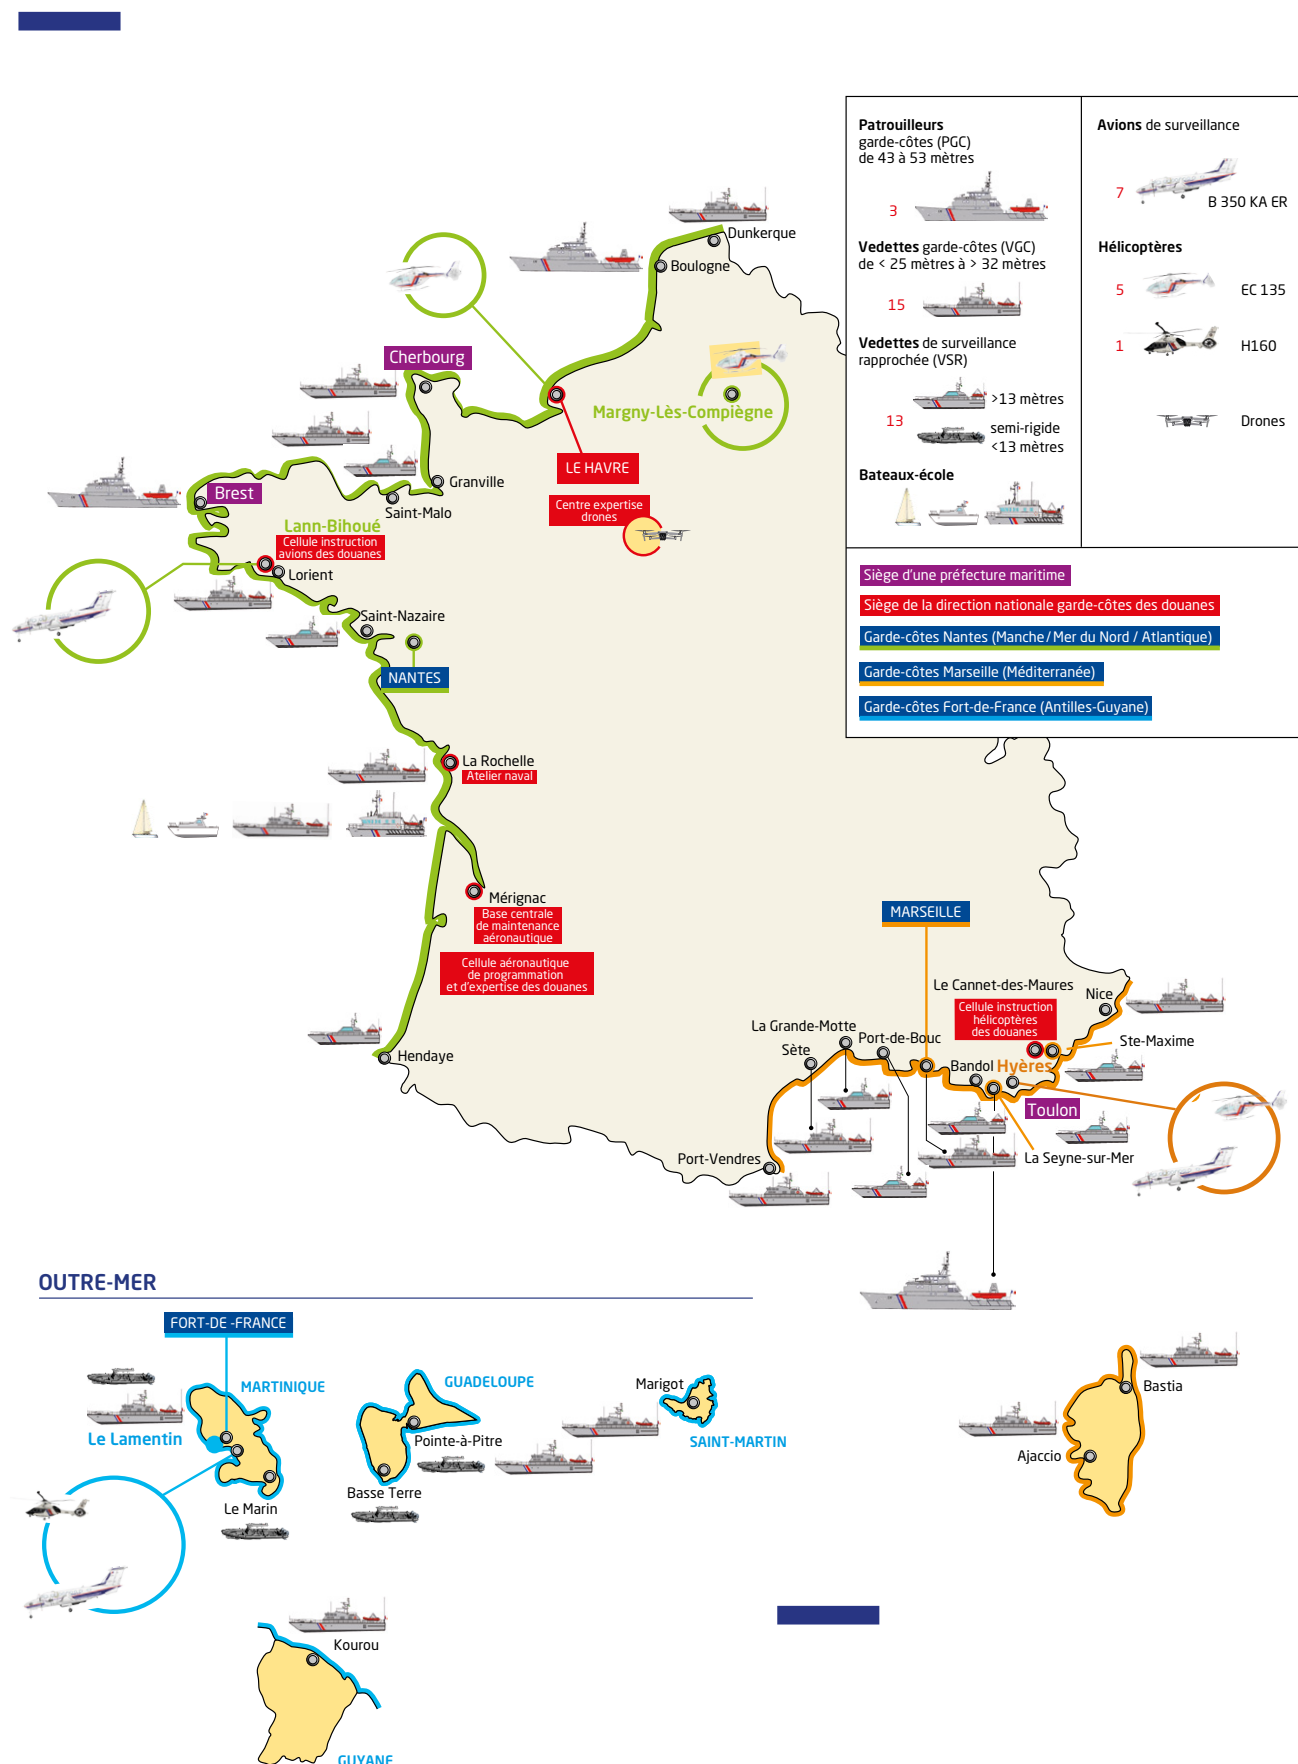 Patrouilleurs
garde-côtes (PGC)
de 43 à 53 mètres
3
Vedettes garde-côtes (VGC)
de < 25 mètres à > 32 mètres
15
Vedettes de surveillance
rapprochée (VSR)
>13 mètres
13
semi-rigide
<13 mètres
Bateaux-école
Avions de surveillance
7
B 350 KA ER
Hélicoptères
5
EC 135
1
H160
Drones
Siège d'une préfecture maritime
Siège de la direction nationale garde-côtes des douanes
Garde-côtes Nantes (Manche/Mer du Nord / Atlantique)
Garde-côtes Marseille (Méditerranée)
Garde-côtes Fort-de-France (Antilles-Guyane)
Dunkerque
Boulogne
Cherbourg
Margny-Lès-Compiègne
LE HAVRE
Centre expertise
drones
Granville
Saint-Malo
Brest
Lann-Bihoué
Cellule instruction
avions des douanes
Lorient
Saint-Nazaire
NANTES
La Rochelle
Atelier naval
Mérignac
Base centrale
de maintenance
aéronautique
Cellule aéronautique
de programmation
et d'expertise des douanes
Hendaye
MARSEILLE
Le Cannet-des-Maures
Cellule instruction
hélicoptères
des douanes
Nice
La Grande-Motte
Port-de-Bouc
Sète
Ste-Maxime
Bandol
Hyères
Toulon
La Seyne-sur-Mer
Port-Vendres
OUTRE-MER
FORT-DE -FRANCE
MARTINIQUE
Le Lamentin
Le Marin
GUADELOUPE
Pointe-à-Pitre
Basse Terre
Marigot
SAINT-MARTIN
Bastia
Ajaccio
Kourou
GUYANE